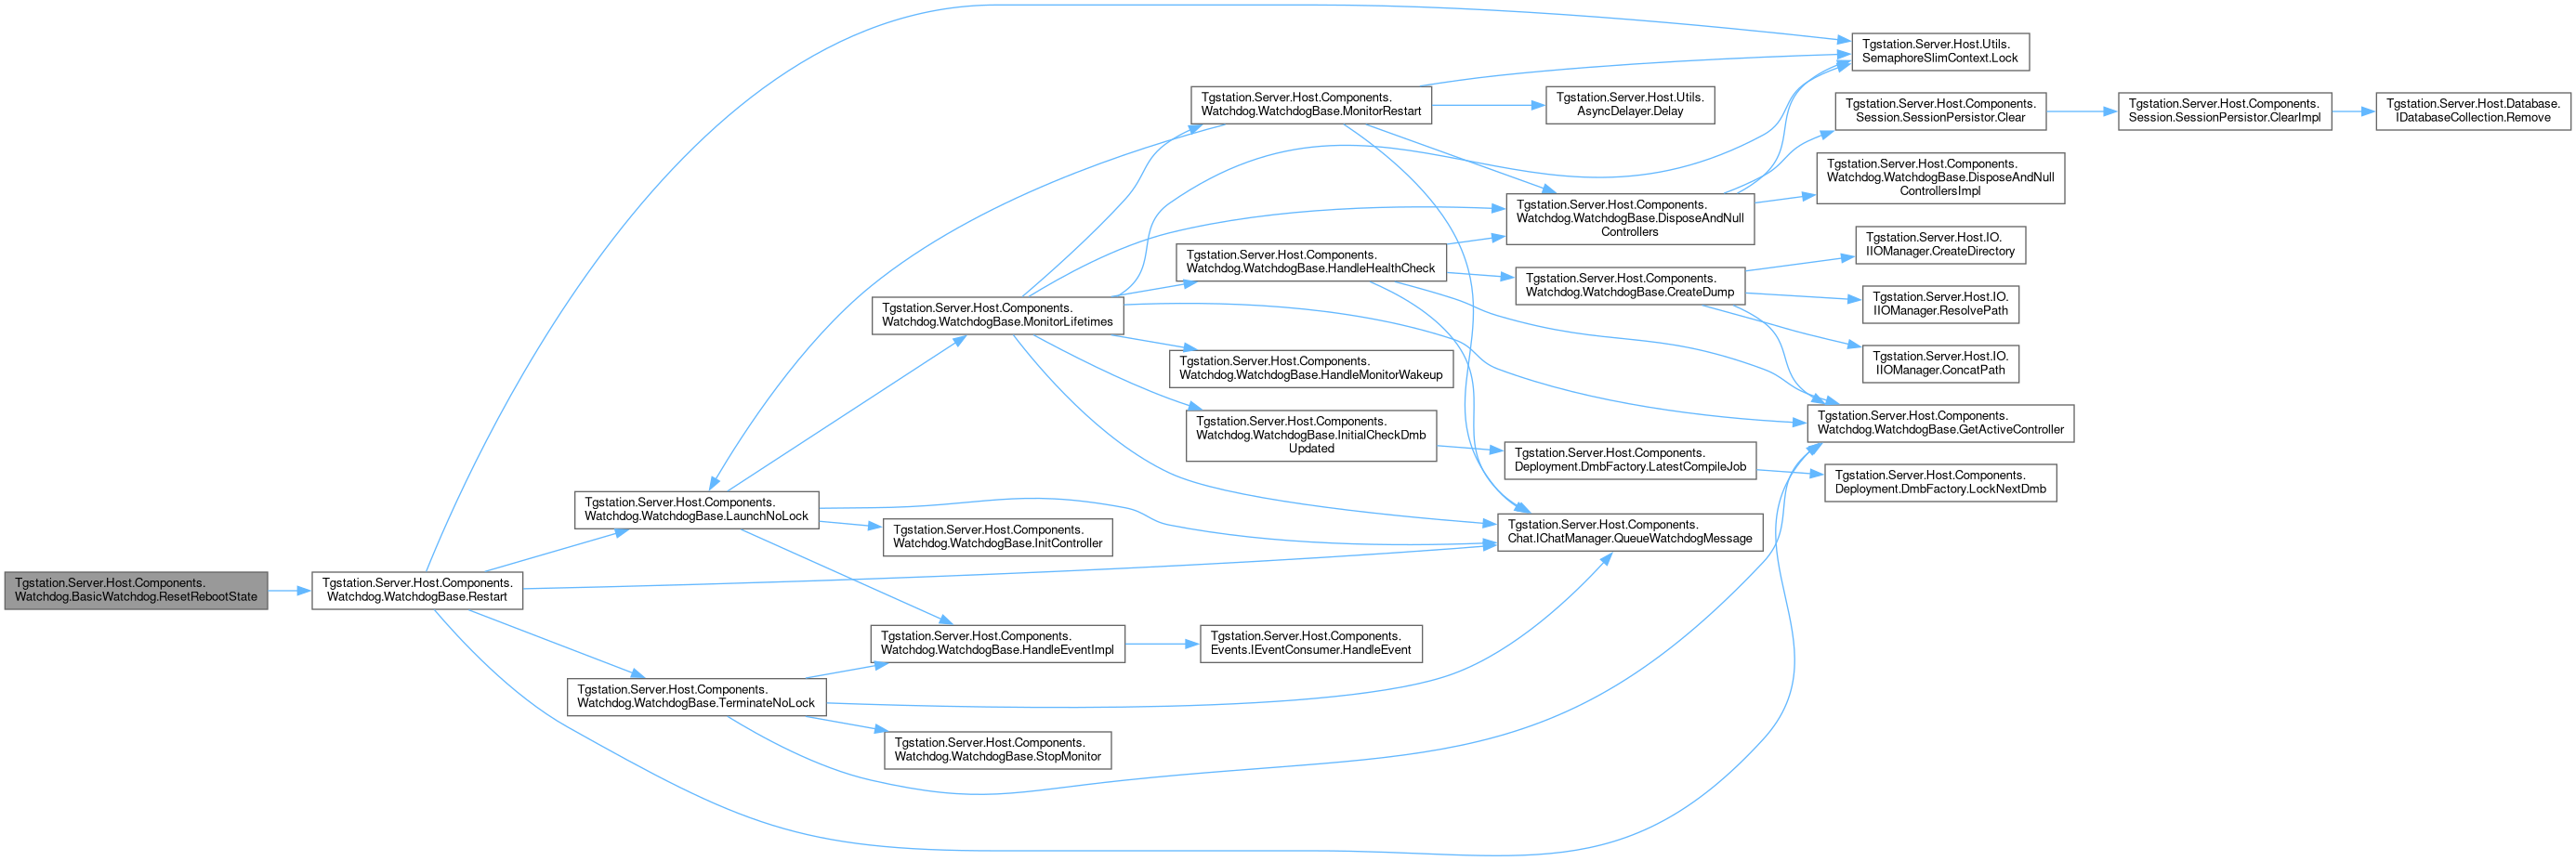 Tgstation.Server.Host.Components.
Watchdog.BasicWatchdog.ResetRebootState
Tgstation.Server.Host.Components.
Watchdog.WatchdogBase.Restart
Tgstation.Server.Host.Components.
Watchdog.WatchdogBase.LaunchNoLock
Tgstation.Server.Host.Components.
Watchdog.WatchdogBase.TerminateNoLock
Tgstation.Server.Host.Components.
Watchdog.WatchdogBase.MonitorLifetimes
Tgstation.Server.Host.Components.
Watchdog.WatchdogBase.InitController
Tgstation.Server.Host.Components.
Watchdog.WatchdogBase.HandleEventImpl
Tgstation.Server.Host.Components.
Watchdog.WatchdogBase.StopMonitor
Tgstation.Server.Host.Components.
Watchdog.WatchdogBase.MonitorRestart
Tgstation.Server.Host.Components.
Watchdog.WatchdogBase.HandleHealthCheck
Tgstation.Server.Host.Components.
Watchdog.WatchdogBase.HandleMonitorWakeup
Tgstation.Server.Host.Components.
Watchdog.WatchdogBase.InitialCheckDmb
Updated
Tgstation.Server.Host.Components.
Events.IEventConsumer.HandleEvent
Tgstation.Server.Host.Utils.
AsyncDelayer.Delay
Tgstation.Server.Host.Components.
Watchdog.WatchdogBase.DisposeAndNull
Controllers
Tgstation.Server.Host.Components.
Watchdog.WatchdogBase.CreateDump
Tgstation.Server.Host.Components.
Deployment.DmbFactory.LatestCompileJob
Tgstation.Server.Host.Components.
Chat.IChatManager.QueueWatchdogMessage
Tgstation.Server.Host.Utils.
SemaphoreSlimContext.Lock
Tgstation.Server.Host.Components.
Session.SessionPersistor.Clear
Tgstation.Server.Host.Components.
Watchdog.WatchdogBase.DisposeAndNull
ControllersImpl
Tgstation.Server.Host.IO.
IIOManager.CreateDirectory
Tgstation.Server.Host.IO.
IIOManager.ResolvePath
Tgstation.Server.Host.IO.
IIOManager.ConcatPath
Tgstation.Server.Host.Components.
Watchdog.WatchdogBase.GetActiveController
Tgstation.Server.Host.Components.
Deployment.DmbFactory.LockNextDmb
Tgstation.Server.Host.Components.
Session.SessionPersistor.ClearImpl
Tgstation.Server.Host.Database.
IDatabaseCollection.Remove